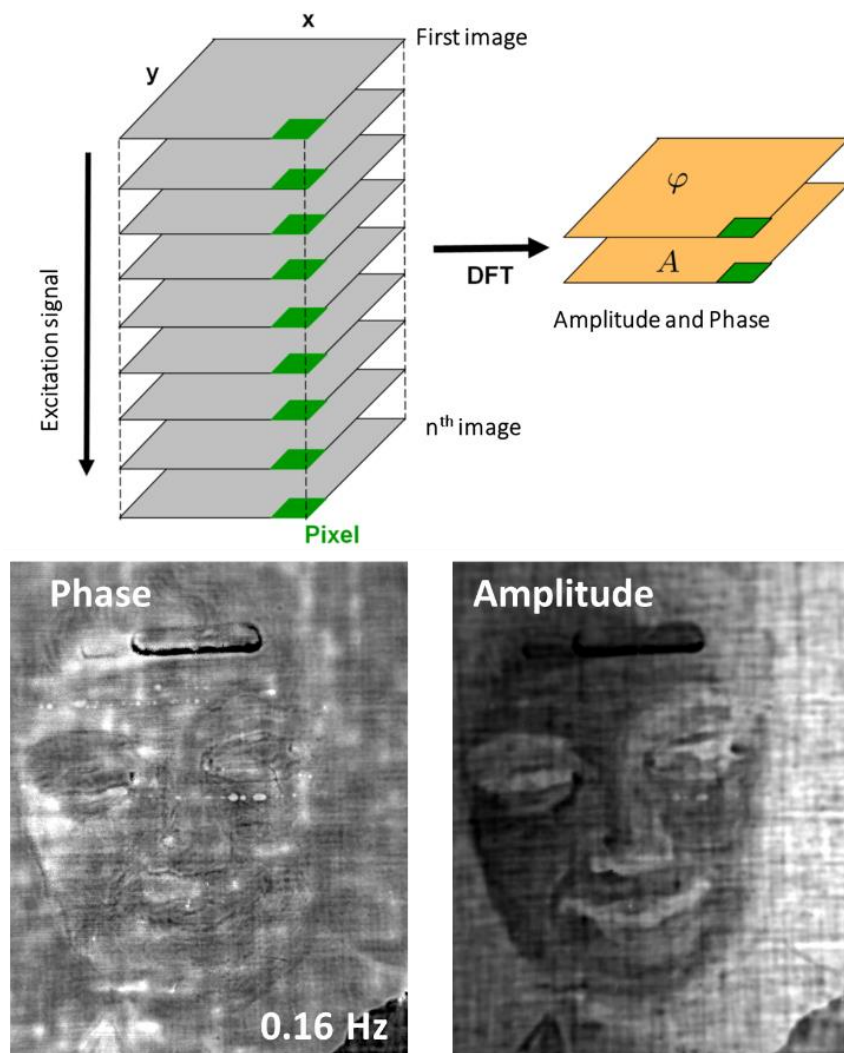 x
First image
y
Excitation signal
φ
A
DFT
Amplitude and Phase
nth image
Pixel
Phase
Amplitude
0.16 Hz